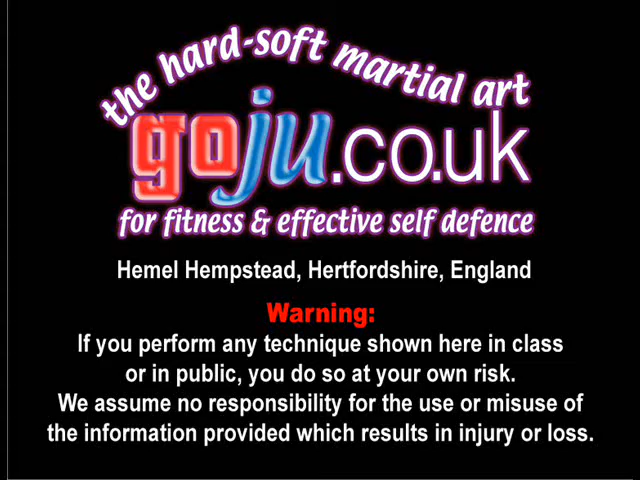 the hard-soft martial art
goju.co.uk
for fitness & effective self defence
Hemel Hempstead, Hertfordshire, England
Warning:
If you perform any technique shown here in class
or in public, you do so at your own risk.
We assume no responsibility for the use or misuse of
the information provided which results in injury or loss.